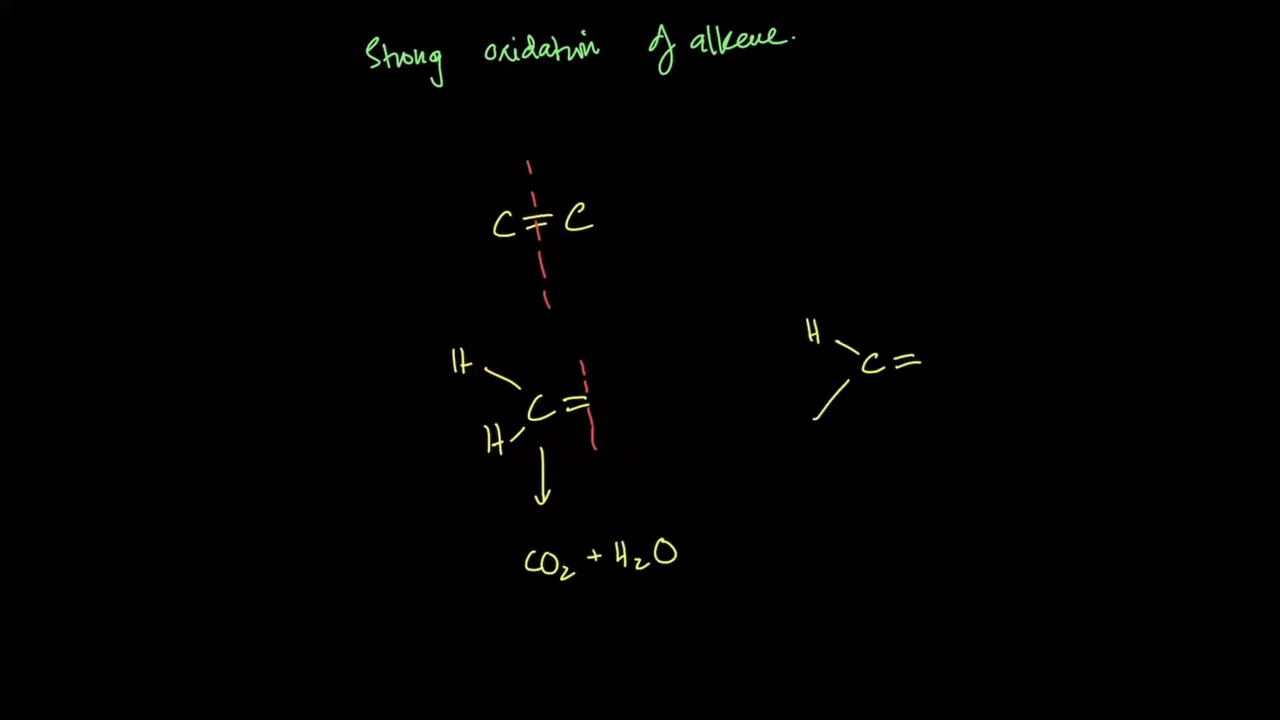 Strong oxidation of alkene.
C = C
H
C =
H
H
C =
CO₂ + H₂O